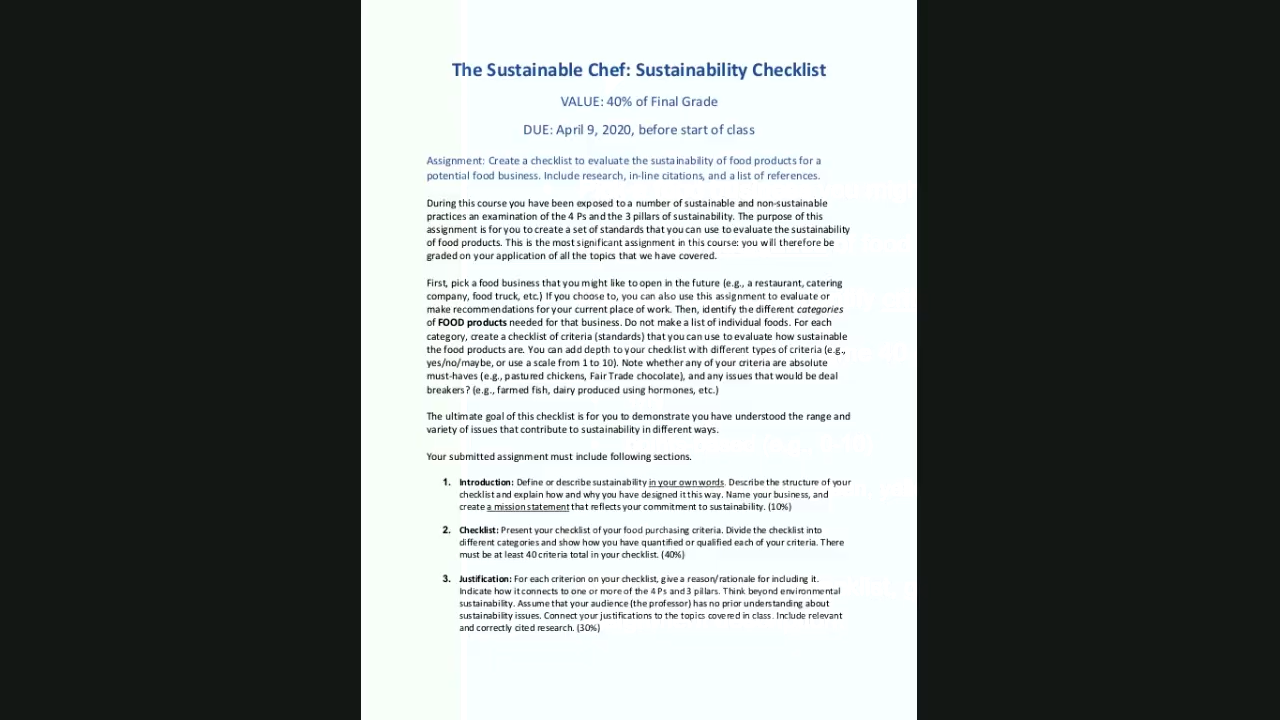 The Sustainable Chef: Sustainability Checklist
VALUE: 40% of Final Grade
DUE: April 9, 2020, before start of class
Assignment: Create a checklist to evaluate the sustainability of food products for a
potential food business. Include research, in-line citations, and a list of references.
During this course you have been exposed to a number of sustainable and non-sustainable
practices an examination of the 4 Ps and the 3 pillars of sustainability. The purpose of this
assignment is for you to create a set of standards that you can use to evaluate the sustainability
of food products. This is the most significant assignment in this course: you will therefore be
graded on your application of all the topics that we have covered.
First, pick a food business that you might like to open in the future (e.g., a restaurant, catering
company, food truck, etc.) If you choose to, you can also use this assignment to evaluate or
make recommendations for your current place of work. Then, identify the different categories
of FOOD products needed for that business. Do not make a list of individual foods. For each
category, create a checklist of criteria (standards) that you can use to evaluate how sustainable
the food products are. You can add depth to your checklist with different types of criteria (e.g.,
yes/no/maybe, or use a scale from 1 to 10). Note whether any of your criteria are absolute
must-haves (e.g., pastured chickens, Fair Trade chocolate), and any issues that would be deal
breakers? (e.g., farmed fish, dairy produced using hormones, etc.)
The ultimate goal of this checklist is for you to demonstrate you have understood the range and
variety of issues that contribute to sustainability in different ways.
Your submitted assignment must include following sections.
1. Introduction: Define or describe sustainability in your own words. Describe the structure of your
checklist and explain how and why you have designed it this way. Name your business, and
create a mission statement that reflects your commitment to sustainability. (10%)
2. Checklist: Present your checklist of your food purchasing criteria. Divide the checklist into
different categories and show how you have quantified or qualified each of your criteria. There
must be at least 40 criteria total in your checklist. (40%)
3. Justification: For each criterion on your checklist, give a reason/rationale for including it.
Indicate how it connects to one or more of the 4 Ps and 3 pillars. Think beyond environmental
sustainability. Assume that your audience (the professor) has no prior understanding about
sustainability issues. Connect your justifications to the topics covered in class. Include relevant
and correctly cited research. (30%)